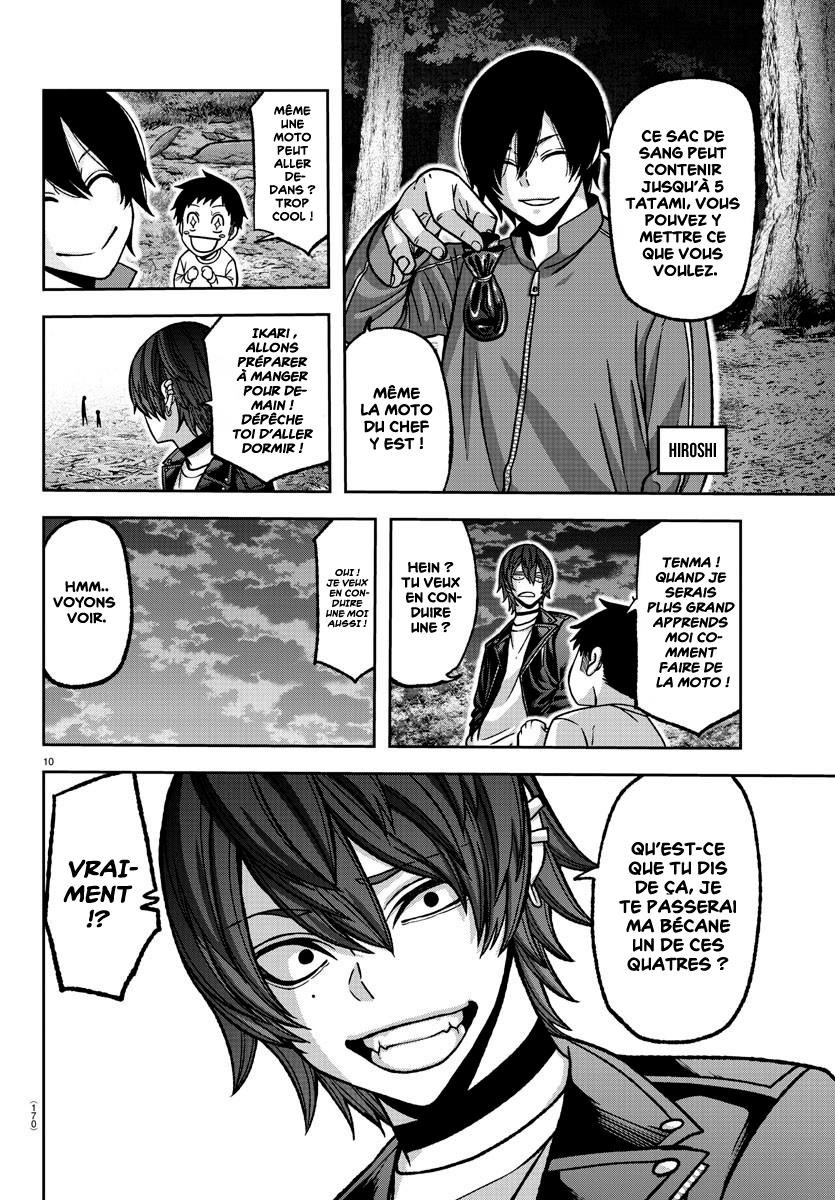 CE SAC DE
SANG PEUT
CONTENIR
JUSQU'À 5
TATAMI, VOUS
POUVEZ Y
METTRE CE
QUE VOUS
VOULEZ.
MÊME
LA MOTO
DU CHEF
Y EST !
HIROSHI
MÊME
UNE
MOTO
PEUT
ALLER
DE-
DANS ?
TROP
COOL !
IKARI ,
ALLONS
PRÉPARER
À MANGER
POUR DE-
MAIN !
DÉPÊCHE
TOI D'ALLER
DORMIR !
TENMA !
QUAND JE
SERAIS
PLUS GRAND
APPRENDS
MOI CO-
MMENT
FAIRE DE
LA MOTO !
HEIN ?
TU VEUX
EN CON-
DUIRE
UNE ?
OUI !
JE VEUX
EN CON-
DUIRE
UNE MOI
AUSSI !
HMM..
VOYONS
VOIR.
10
QU'EST-CE
QUE TU DIS
DE ÇA, JE
TE PASSERAI
MA BÉCANE
UN DE CES
QUATRES ?
VRAI-
MENT
!?
(170)